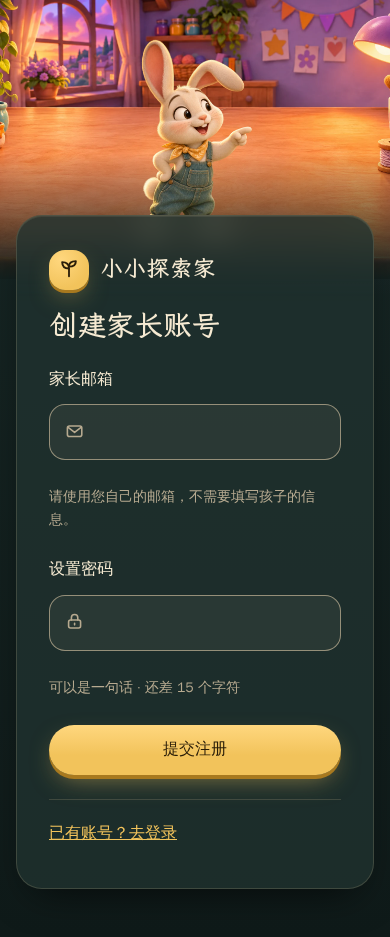 小小探索家
创建家长账号
家长邮箱
请使用您自己的邮箱，不需要填写孩子的信
息。
设置密码
可以是一句话 · 还差 15 个字符
提交注册
已有账号？去登录